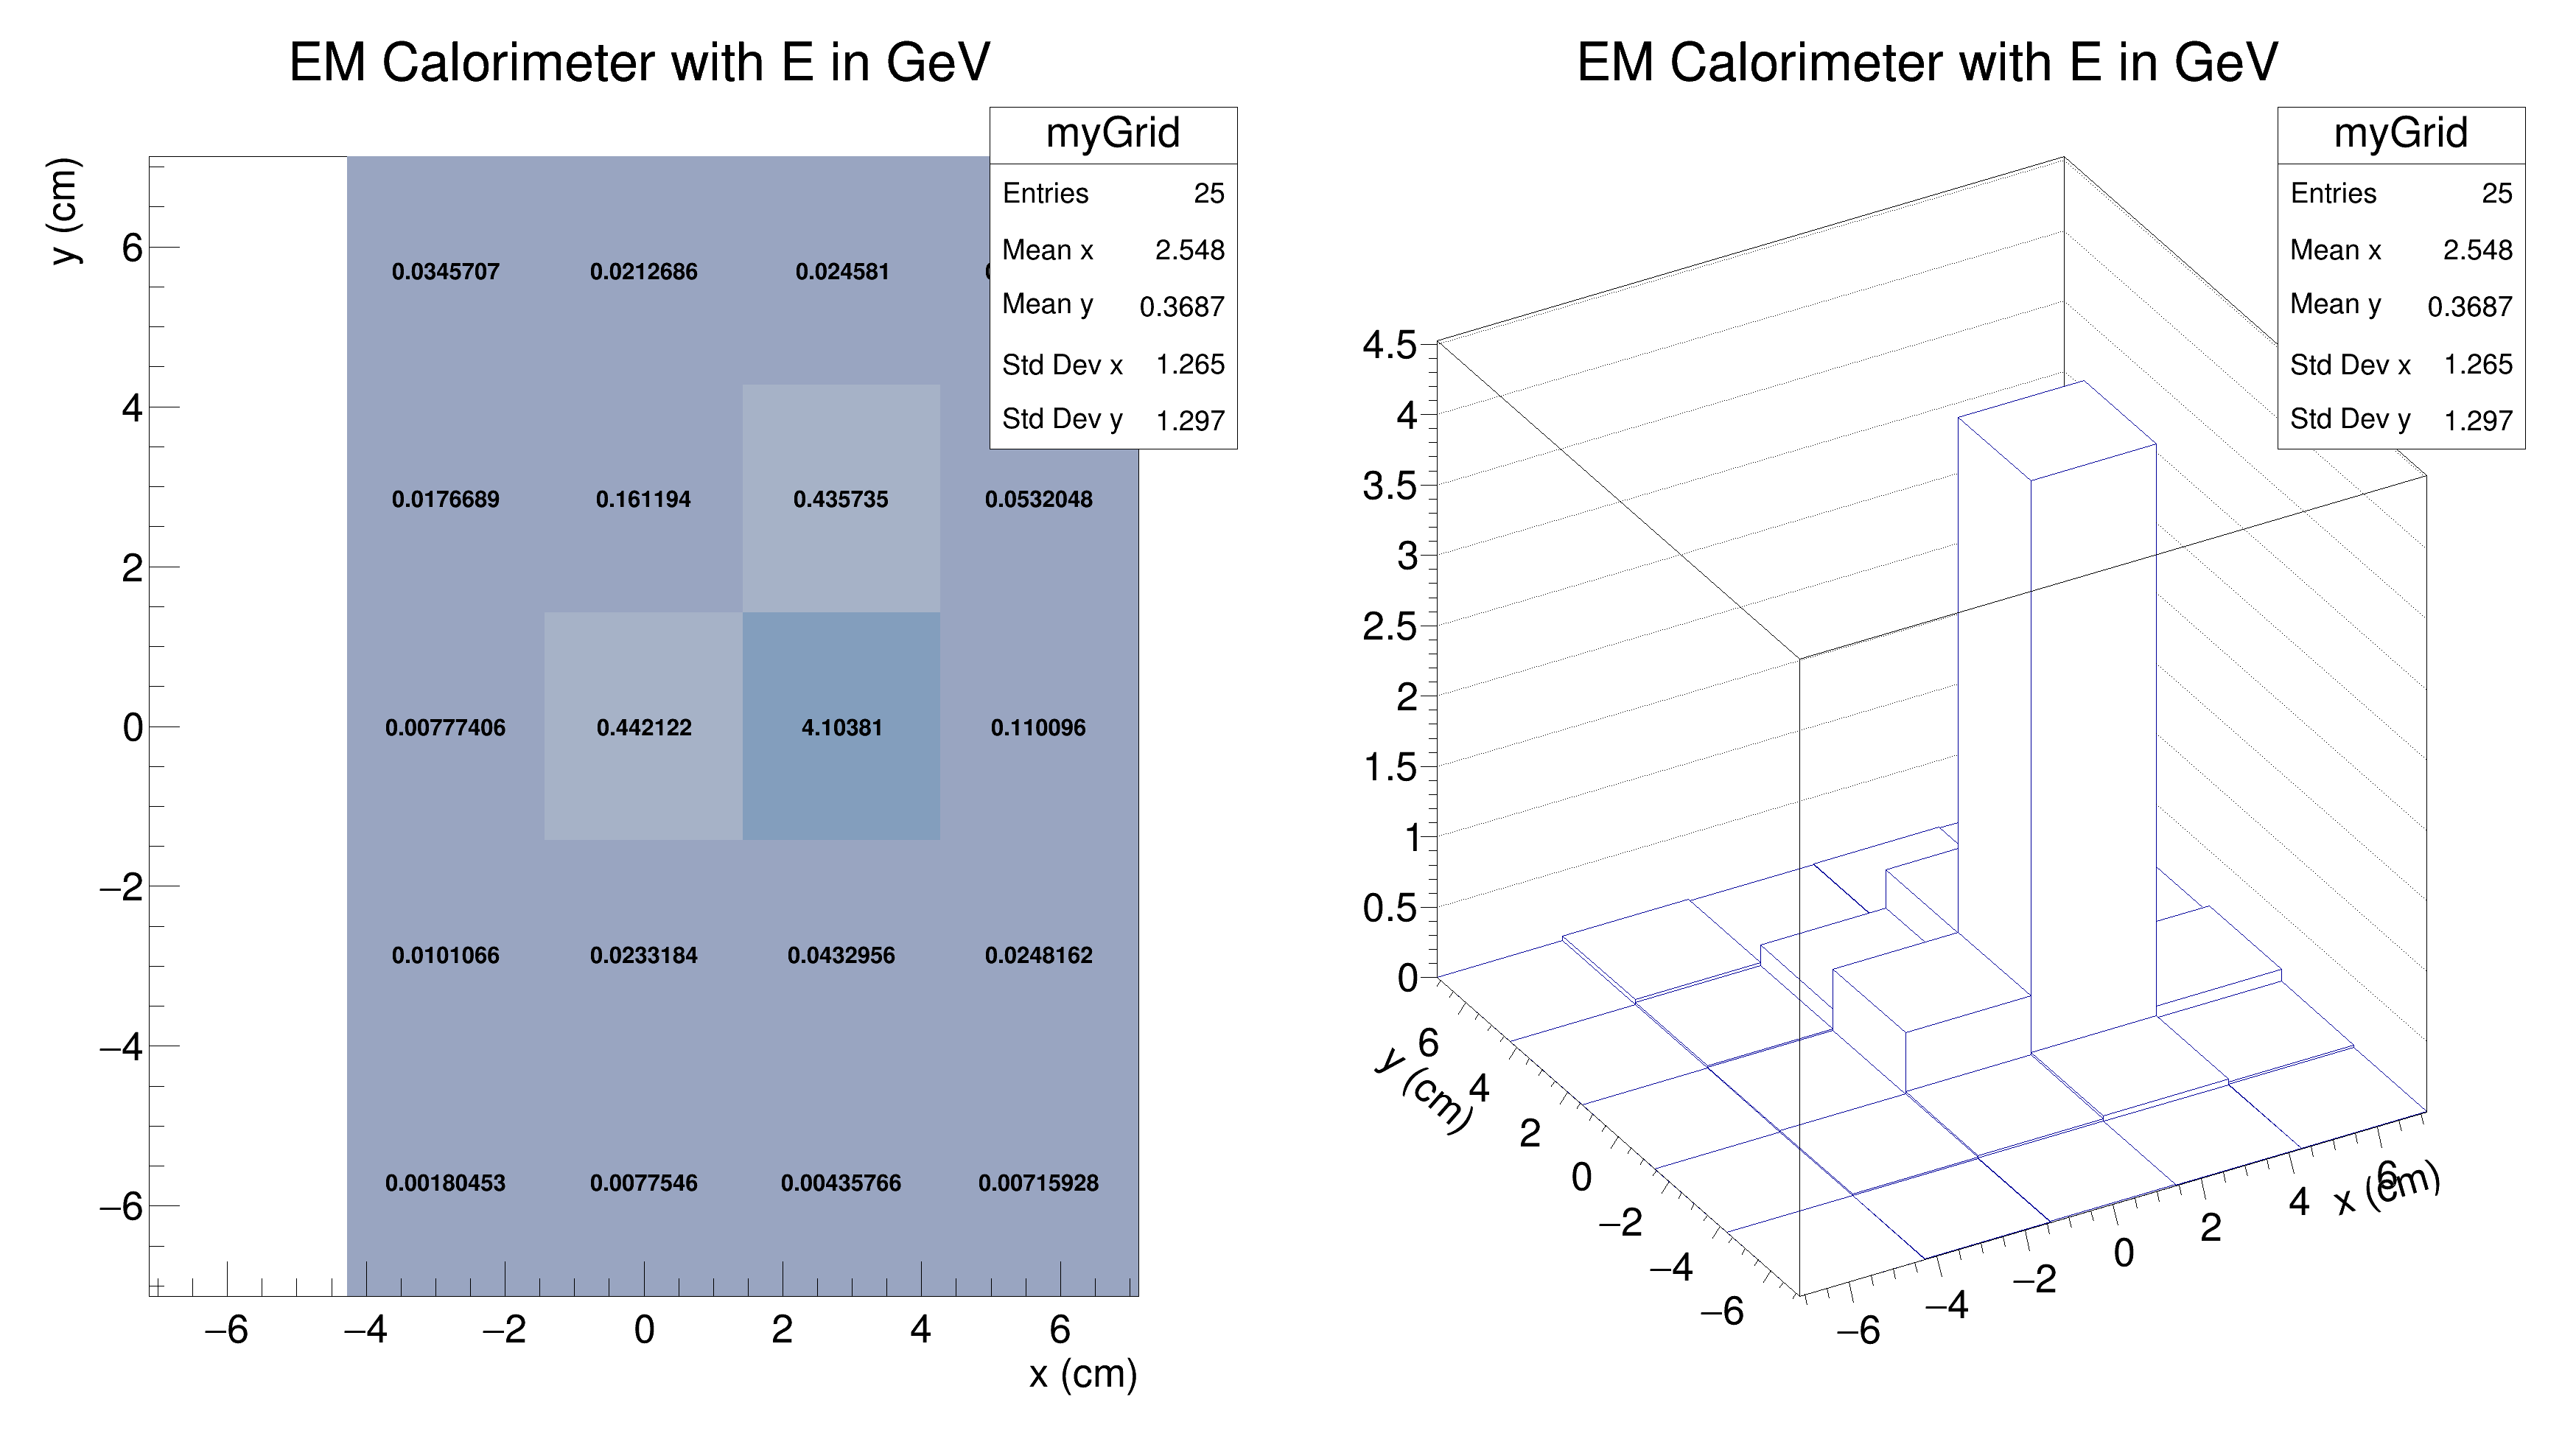 EM Calorimeter with E in GeV
myGrid
Entries 25
Mean x 2.548
Mean y 0.3687
Std Dev x 1.265
Std Dev y 1.297
y (cm)
6
4
2
0
−2
−4
−6
0.0345707 0.0212686 0.024581
0.0176689 0.161194 0.435735 0.0532048
0.00777406 0.442122 4.10381 0.110096
0.0101066 0.0233184 0.0432956 0.0248162
0.00180453 0.0077546 0.00435766 0.00715928
−6 −4 −2 0 2 4 6
x (cm)
EM Calorimeter with E in GeV
myGrid
Entries 25
Mean x 2.548
Mean y 0.3687
Std Dev x 1.265
Std Dev y 1.297
4.5
4
3.5
3
2.5
2
1.5
1
0.5
0
6
4
2
0
−2
−4
−6
y (cm)
−6 −4 −2 0 2 4 6
x (cm)